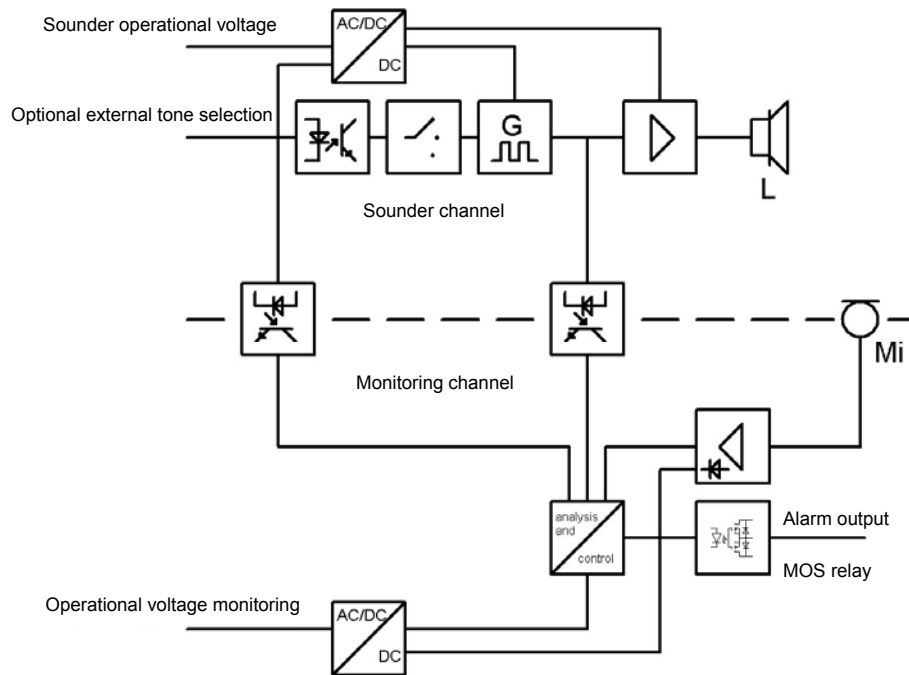 Sounder operational voltage
AC/DC
DC
Optional external tone selection
G
L
Sounder channel
Mi
Monitoring channel
analysis
and
control
Alarm output
MOS relay
Operational voltage monitoring
AC/DC
DC